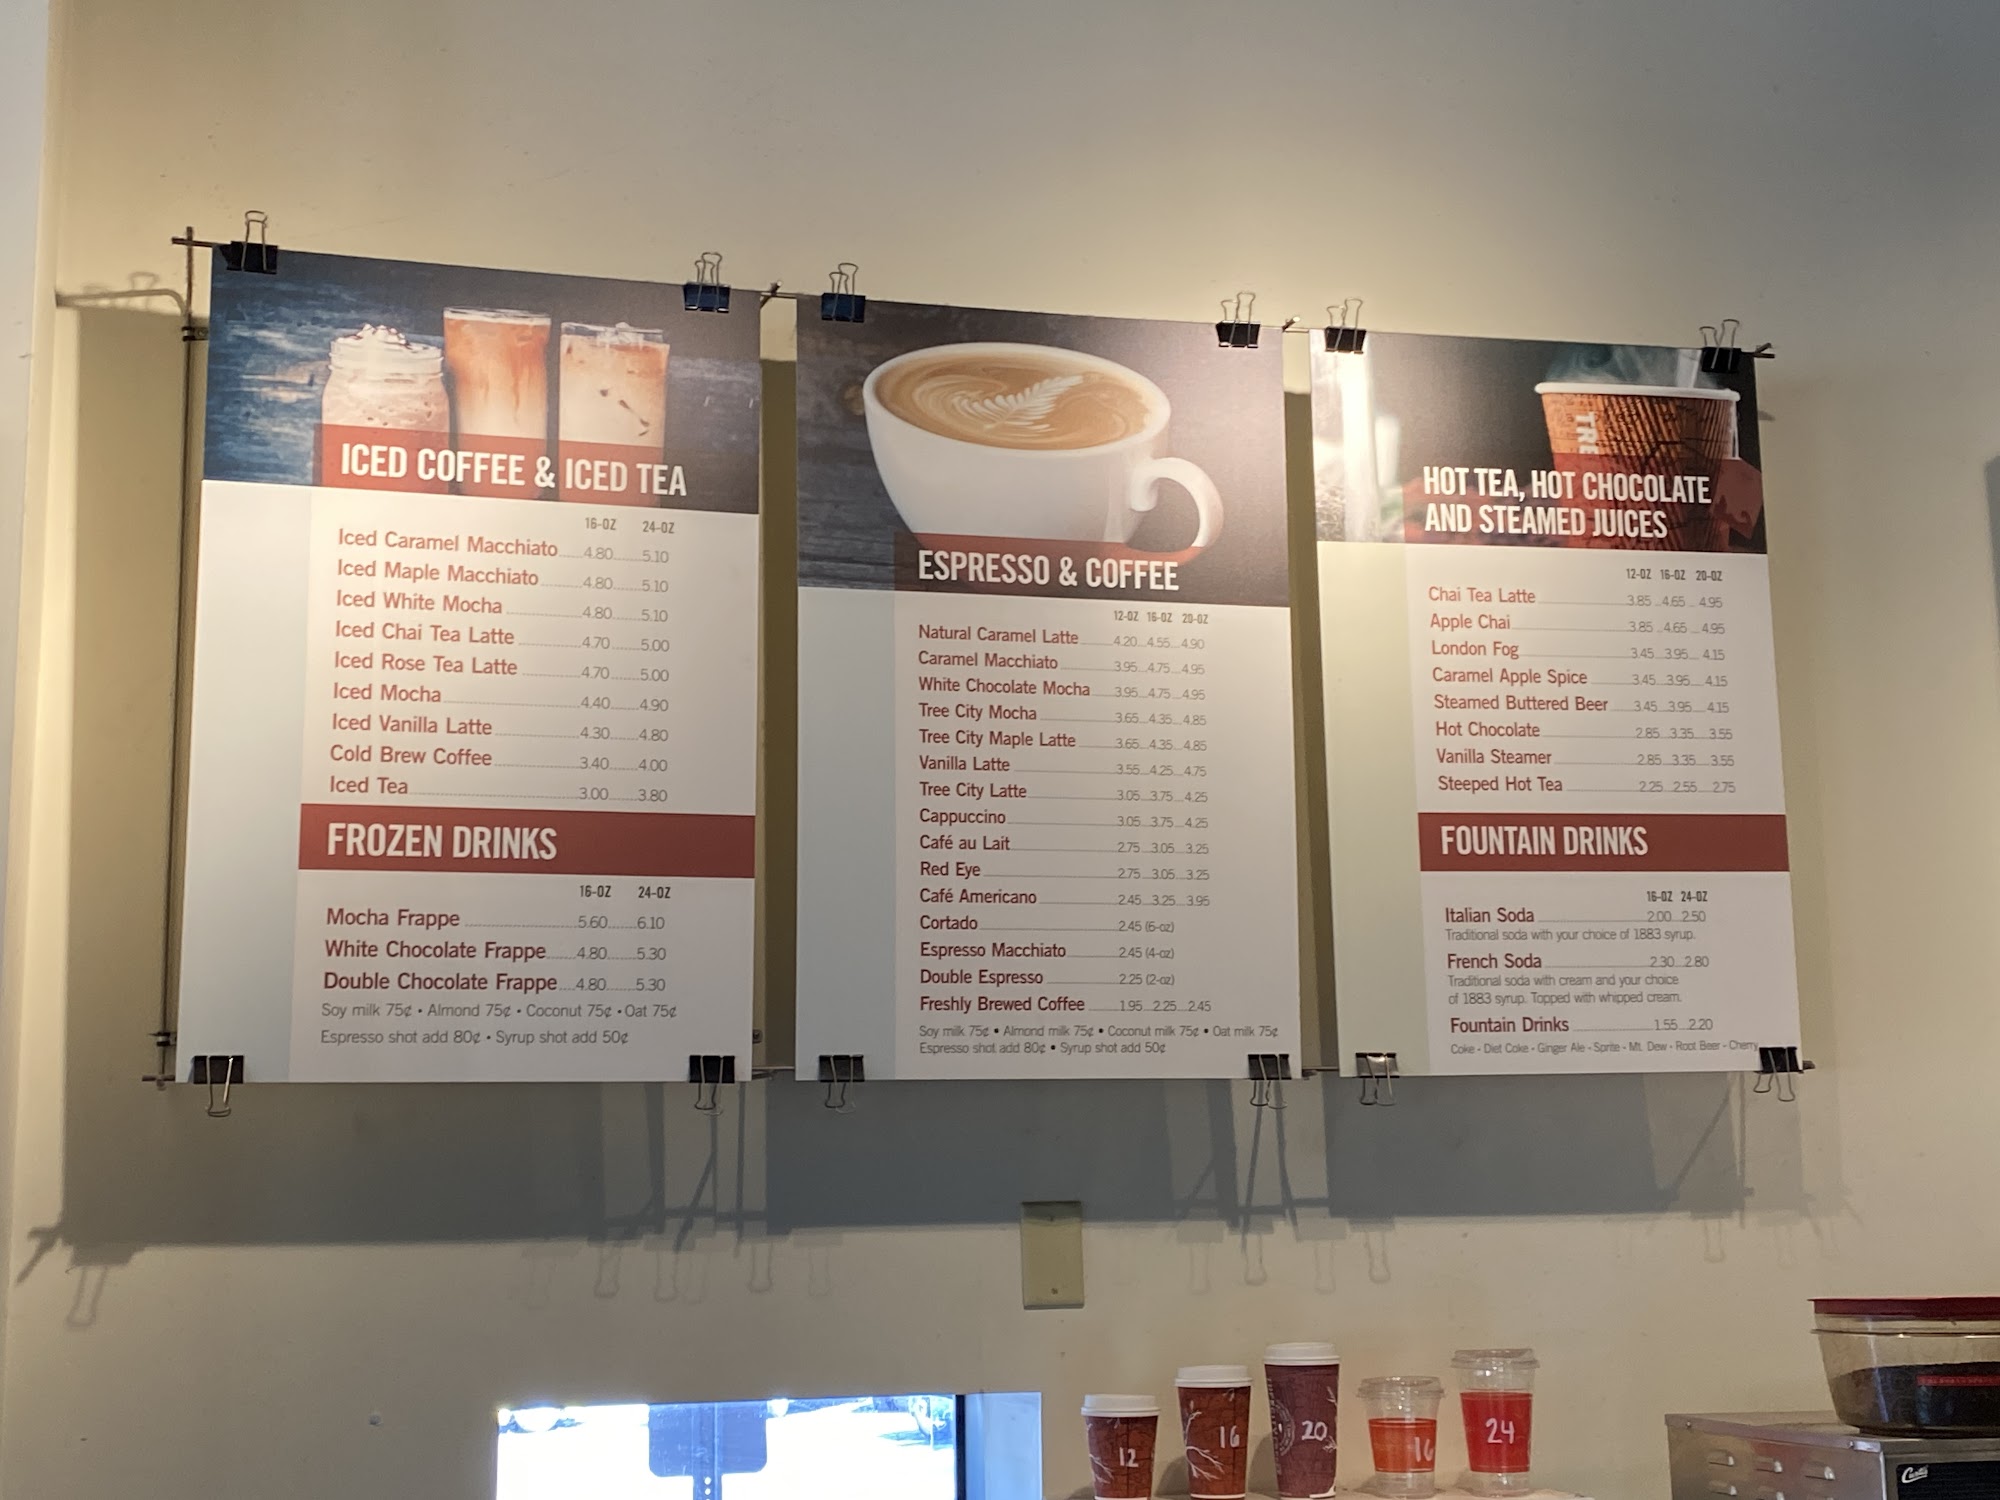 ICED COFFEE & ICED TEA
16-OZ 24-OZ
Iced Caramel Macchiato 4.80 5.10
Iced Maple Macchiato 4.80 5.10
Iced White Mocha 4.80 5.10
Iced Chai Tea Latte 4.70 5.00
Iced Rose Tea Latte 4.70 5.00
Iced Mocha 4.40 4.90
Iced Vanilla Latte 4.30 4.80
Cold Brew Coffee 3.40 4.00
Iced Tea 3.00 3.80
FROZEN DRINKS
16-OZ 24-OZ
Mocha Frappe 5.60 6.10
White Chocolate Frappe 4.80 5.30
Double Chocolate Frappe 4.80 5.30
Soy milk 75¢ • Almond 75¢ • Coconut 75¢ • Oat 75¢
Espresso shot add 80¢ • Syrup shot add 50¢
ESPRESSO & COFFEE
12-OZ 16-OZ 20-OZ
Natural Caramel Latte 4.20 4.55 4.90
Caramel Macchiato 3.95 4.75 4.95
White Chocolate Mocha 3.95 4.75 4.95
Tree City Mocha 3.65 4.35 4.85
Tree City Maple Latte 3.65 4.35 4.85
Vanilla Latte 3.55 4.25 4.75
Tree City Latte 3.05 3.75 4.25
Cappuccino 3.05 3.75 4.25
Café au Lait 2.75 3.05 3.25
Red Eye 2.75 3.05 3.25
Café Americano 2.45 3.25 3.95
Cortado 2.45 (6-oz)
Espresso Macchiato 2.45 (4-oz)
Double Espresso 2.25 (2-oz)
Freshly Brewed Coffee 1.95 2.25 2.45
Soy milk 75¢ • Almond milk 75¢ • Coconut milk 75¢ • Oat milk 75¢
Espresso shot add 80¢ • Syrup shot add 50¢
TRE
HOT TEA, HOT CHOCOLATE
AND STEAMED JUICES
12-OZ 16-OZ 20-OZ
Chai Tea Latte 3.85 4.65 4.95
Apple Chai 3.85 4.65 4.95
London Fog 3.45 3.95 4.15
Caramel Apple Spice 3.45 3.95 4.15
Steamed Buttered Beer 3.45 3.95 4.15
Hot Chocolate 2.85 3.35 3.55
Vanilla Steamer 2.85 3.35 3.55
Steeped Hot Tea 2.25 2.55 2.75
FOUNTAIN DRINKS
16-OZ 24-OZ
Italian Soda 2.00 2.50
Traditional soda with your choice of 1883 syrup.
French Soda 2.30 2.80
Traditional soda with cream and your choice
of 1883 syrup. Topped with whipped cream.
Fountain Drinks 1.55 2.20
Coke - Diet Coke - Ginger Ale - Sprite - Mt. Dew - Root Beer - Cherry
12
16
20
16
24
Curtis